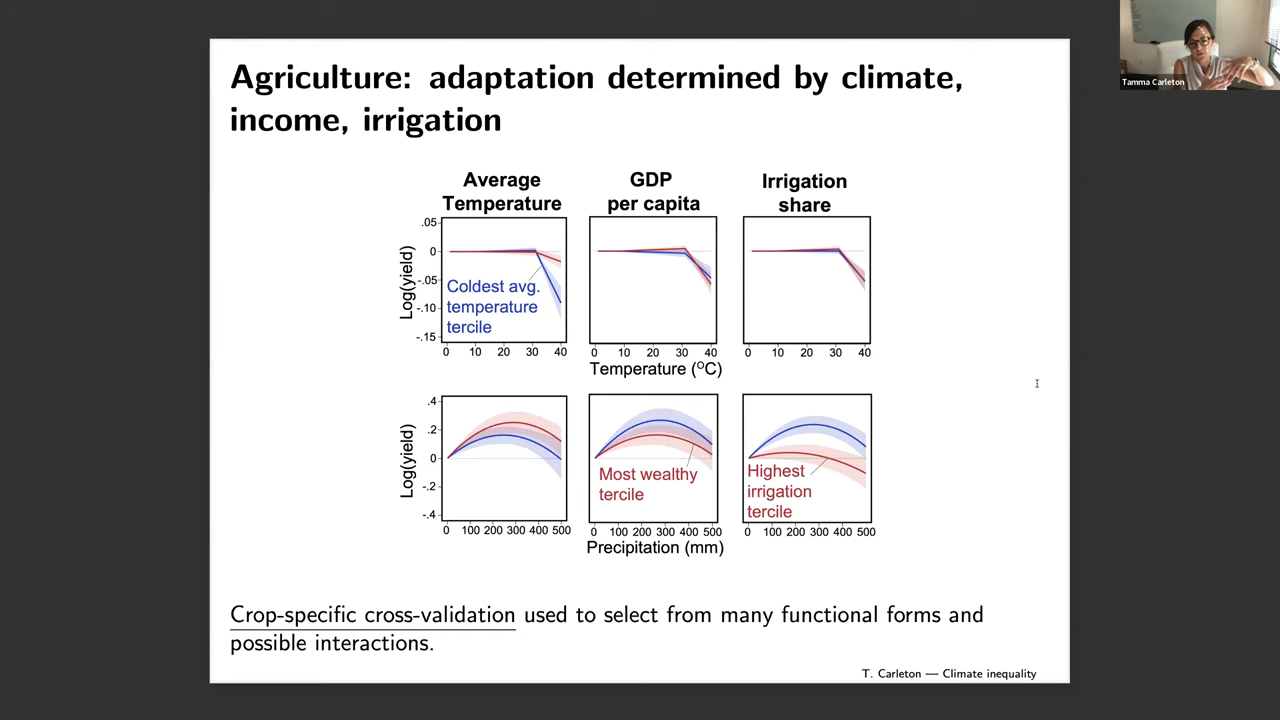 Tamma Carleton
Agriculture: adaptation determined by climate,
income, irrigation
Average
Temperature
GDP
per capita
Irrigation
share
Log(yield)
.05
0
-.05
-.10
-.15
Coldest avg.
temperature
tercile
0 10 20 30 40
0 10 20 30 40
0 10 20 30 40
Temperature (°C)
Log(yield)
.4
.2
0
-.2
-.4
Most wealthy
tercile
Highest
irrigation
tercile
0 100 200 300 400 500
0 100 200 300 400 500
0 100 200 300 400 500
Precipitation (mm)
Crop-specific cross-validation used to select from many functional forms and
possible interactions.
T. Carleton — Climate inequality